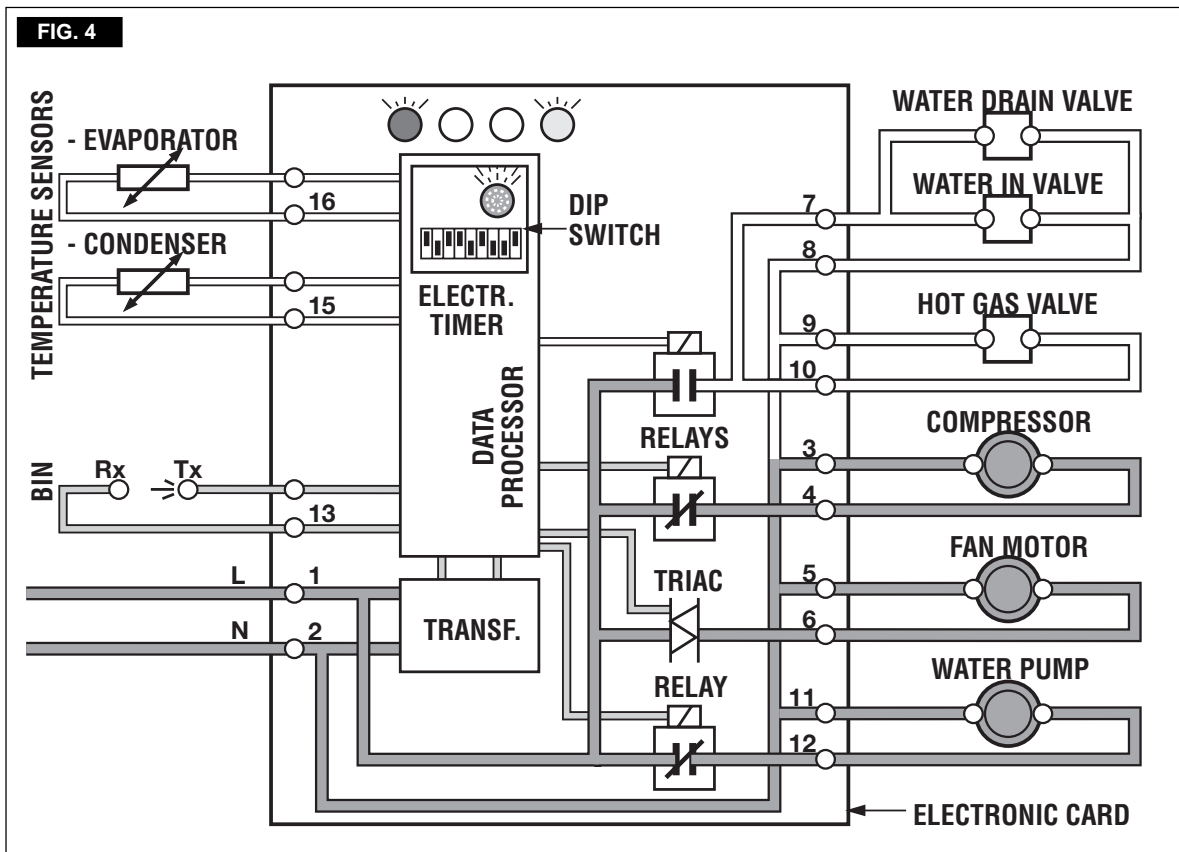 FIG. 4
TEMPERATURE SENSORS
- EVAPORATOR
16
- CONDENSER
15
BIN
Rx
Tx
13
L
1
N
2
DIP
SWITCH
ELECTR.
TIMER
DATA
PROCESSOR
TRANSF.
RELAYS
TRIAC
RELAY
WATER DRAIN VALVE
WATER IN VALVE
7
8
HOT GAS VALVE
9
10
COMPRESSOR
3
4
FAN MOTOR
5
6
WATER PUMP
11
12
ELECTRONIC CARD